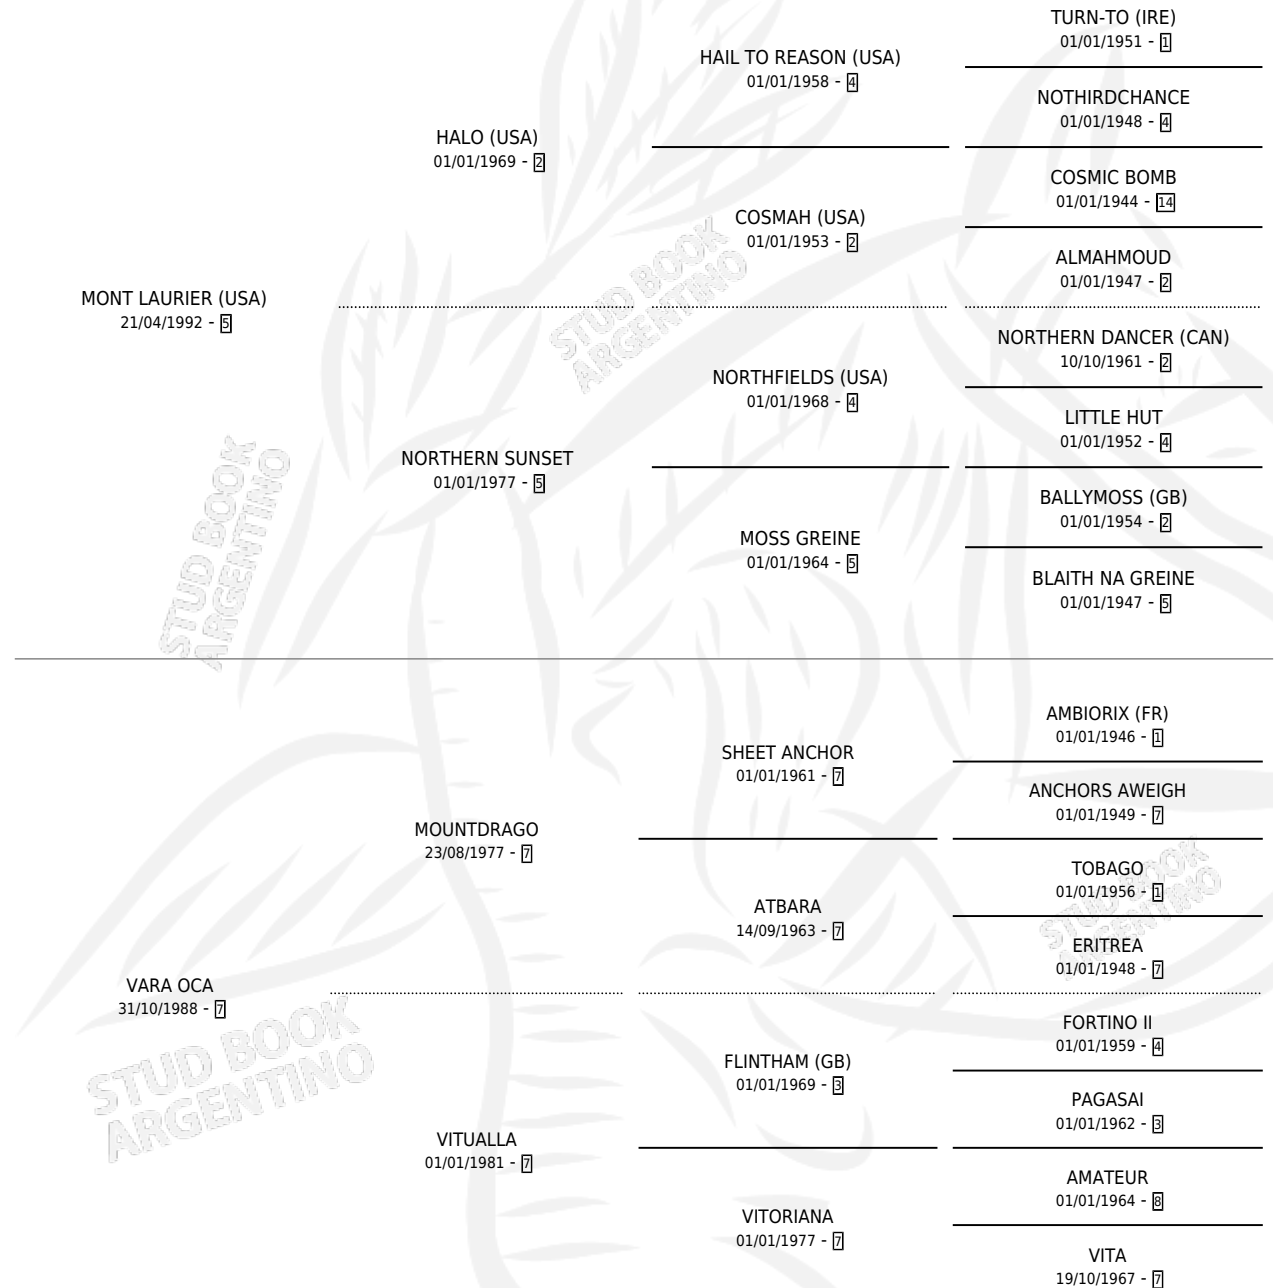 TURN-TO (IRE)
01/01/1951 - 1
HAIL TO REASON (USA)
01/01/1958 - 4
NOTHIRDCHANCE
01/01/1948 - 4
HALO (USA)
01/01/1969 - 2
COSMIC BOMB
01/01/1944 - 14
COSMAH (USA)
01/01/1953 - 2
ALMAHMOUD
01/01/1947 - 2
MONT LAURIER (USA)
21/04/1992 - 5
STUD BOOK
ARGENTINO
NORTHERN DANCER (CAN)
10/10/1961 - 2
NORTHFIELDS (USA)
01/01/1968 - 4
LITTLE HUT
01/01/1952 - 4
NORTHERN SUNSET
01/01/1977 - 5
BALLYMOSS (GB)
01/01/1954 - 2
MOSS GREINE
01/01/1964 - 5
BLAITH NA GREINE
01/01/1947 - 5
STUD BOOK
ARGENTINO
AMBIORIX (FR)
01/01/1946 - 1
SHEET ANCHOR
01/01/1961 - 7
ANCHORS AWEIGH
01/01/1949 - 7
MOUNTDRAGO
23/08/1977 - 7
TOBAGO
01/01/1956 - 1
STUD BOOK
ARGENTINO
ATBARA
14/09/1963 - 7
ERITREA
01/01/1948 - 7
VARA OCA
31/10/1988 - 7
STUD BOOK
ARGENTINO
FORTINO II
01/01/1959 - 4
FLINTHAM (GB)
01/01/1969 - 3
PAGASAI
01/01/1962 - 3
VITUALLA
01/01/1981 - 7
AMATEUR
01/01/1964 - 8
VITORIANA
01/01/1977 - 7
VITA
19/10/1967 - 7